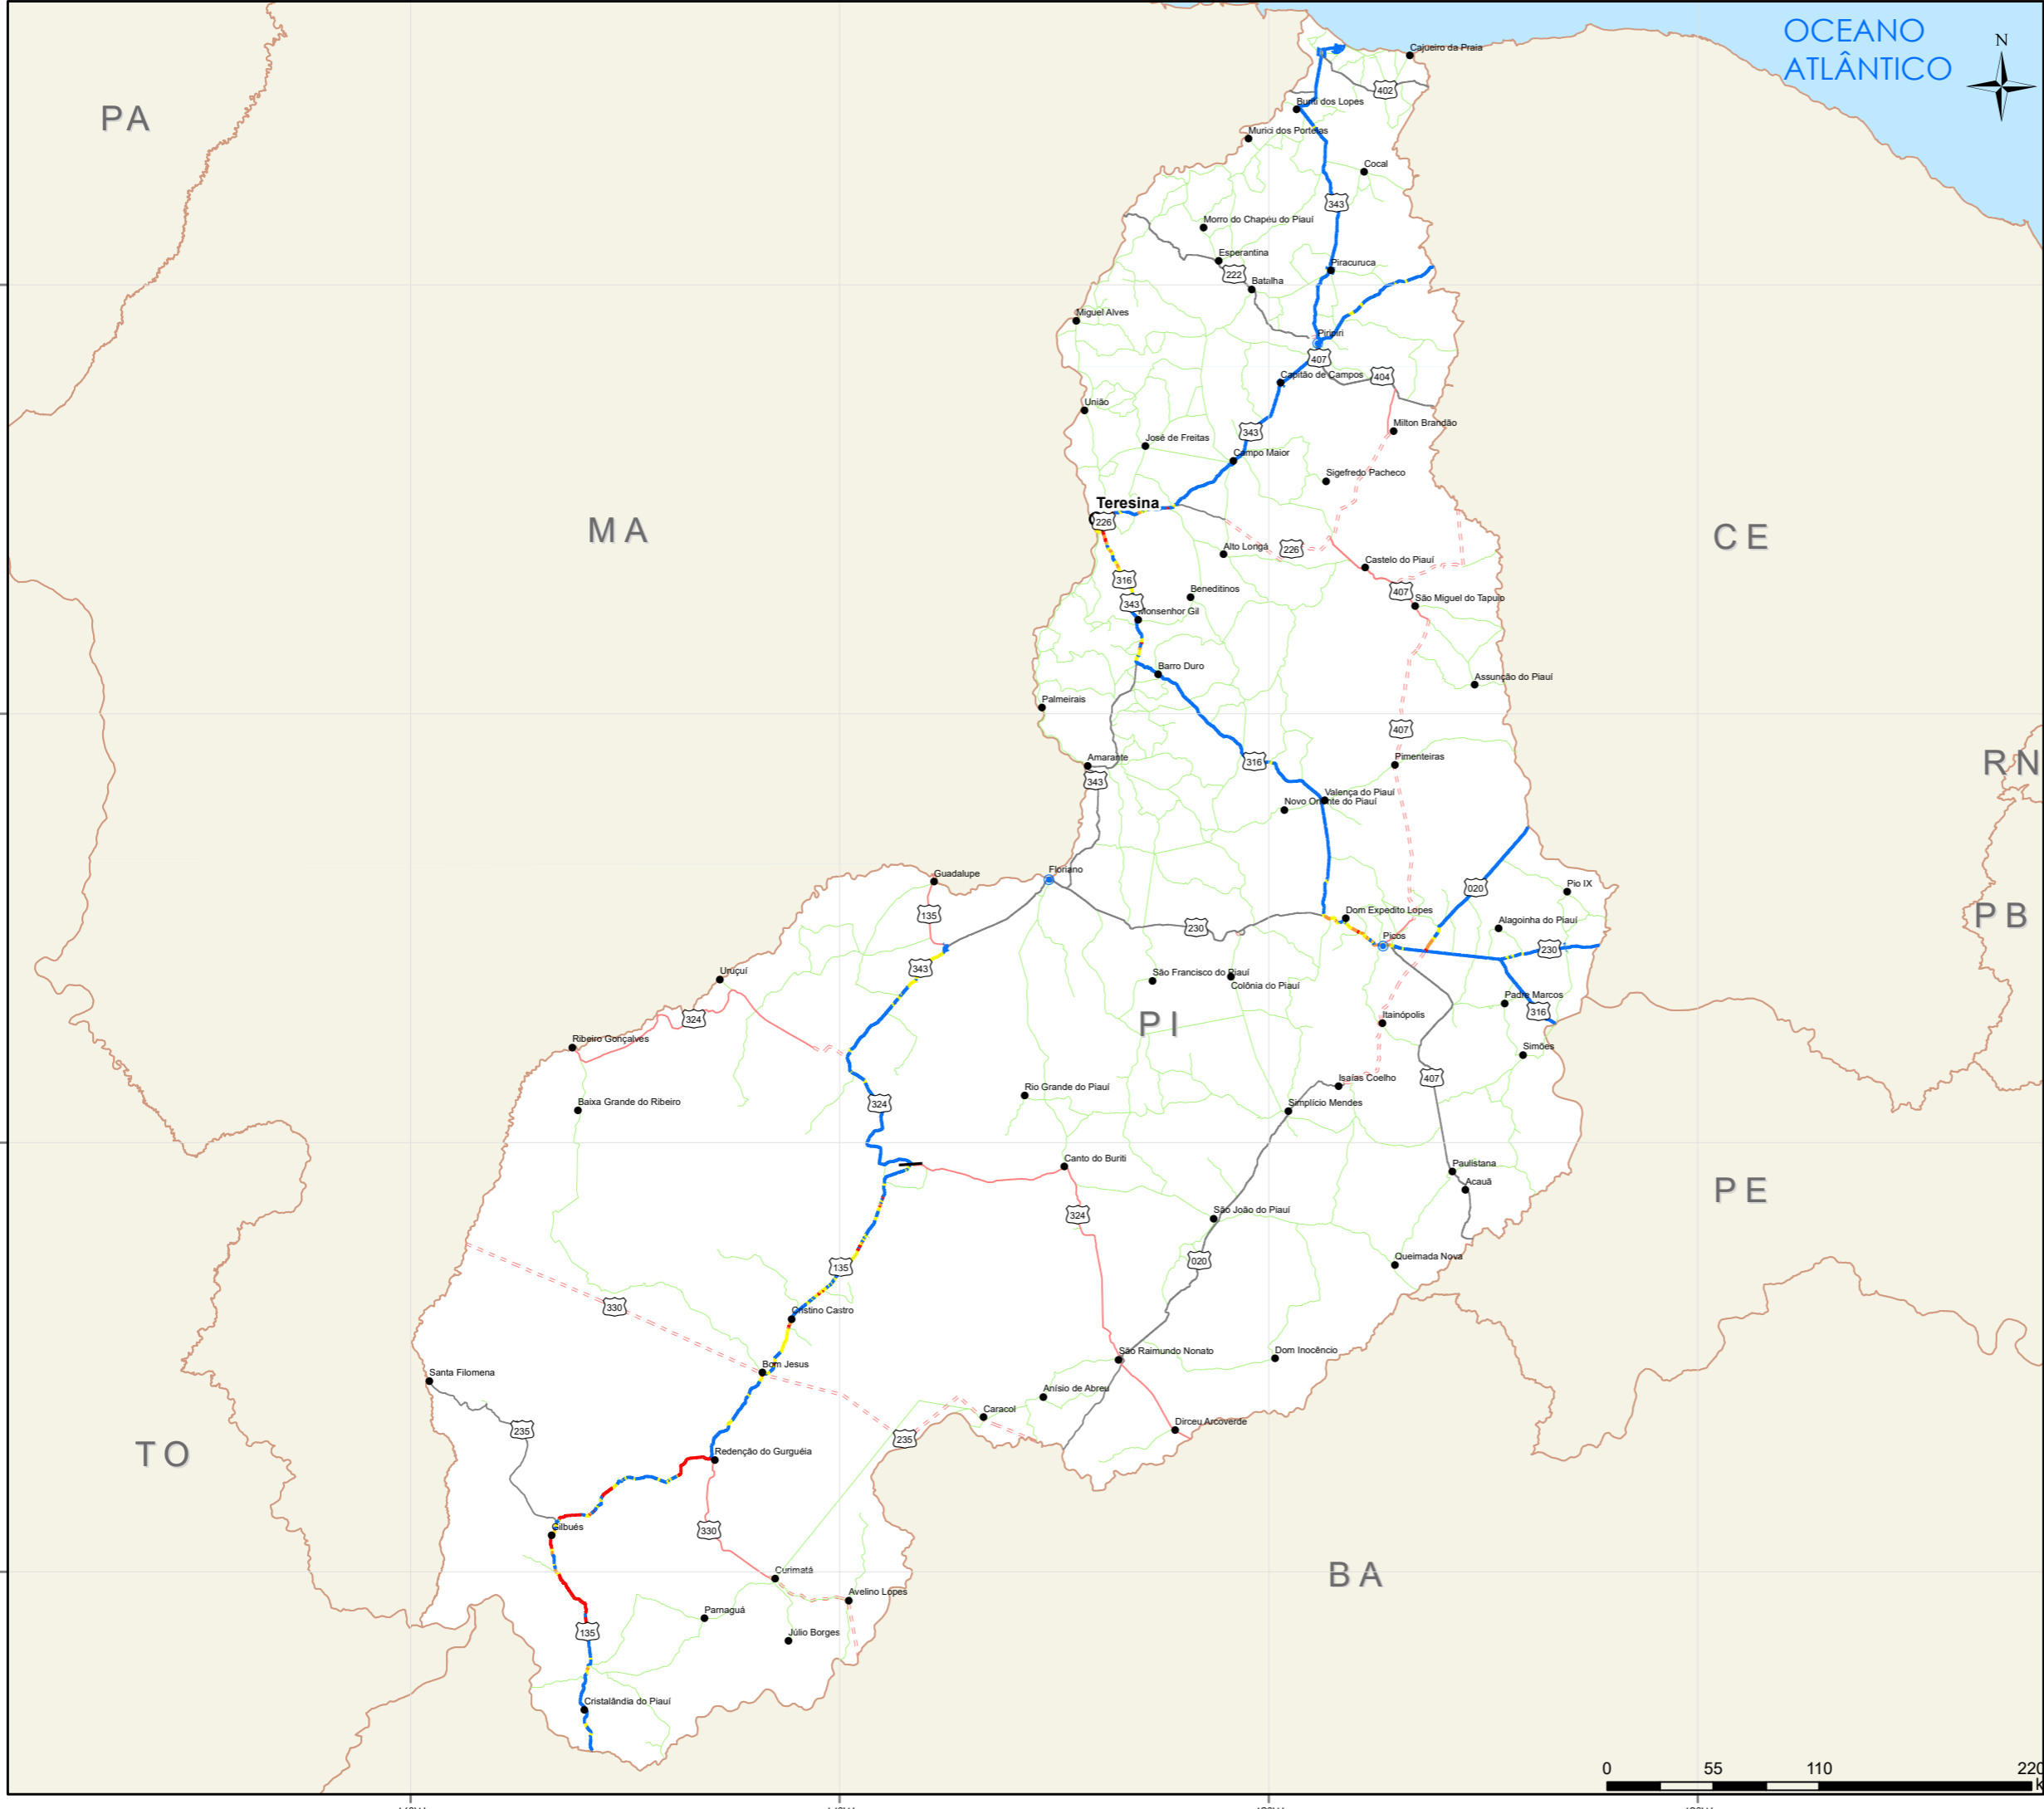 OCEANO
ATLÂNTICO
N
Cajueiro da Praia
402
Buriti dos Lopes
PA
Murici dos Portelas
Cocal
343
Morro do Chapéu do Piauí
Esperantina
222
Piracuruca
Batalha
Miguel Alves
Piripiri
407
Capitão de Campos
404
União
Milton Brandão
343
José de Freitas
Campo Maior
Sigefredo Pacheco
Teresina
226
MA
CE
Alto Longá
226
Castelo do Piauí
316
407
Beneditinos
São Miguel do Tapuio
343
Monsenhor Gil
Barro Duro
Assunção do Piauí
Palmeirais
407
Amarante
316
Pimenteiras
RN
343
Valença do Piauí
Novo Oriente do Piauí
Floriano
Guadalupe
020
Pio IX
135
Dom Expedito Lopes
PB
230
Alagoinha do Piauí
Picos
230
343
Uruçuí
São Francisco do Piauí
Colônia do Piauí
Padre Marcos
316
324
PI
Itainópolis
Ribeiro Gonçalves
Simões
Isaías Coelho
407
Rio Grande do Piauí
Baixa Grande do Ribeiro
324
Simplício Mendes
Canto do Buriti
Paulistana
Acauã
PE
324
São João do Piauí
020
Queimada Nova
135
330
Cristino Castro
São Raimundo Nonato
Dom Inocêncio
Bom Jesus
Santa Filomena
Anísio de Abreu
Caracol
Dirceu Arcoverde
235
235
TO
Redenção do Gurguéia
330
Gilbués
BA
Curimatá
Avelino Lopes
Parnaguá
135
Júlio Borges
Cristalândia do Piauí
0 55 110 220